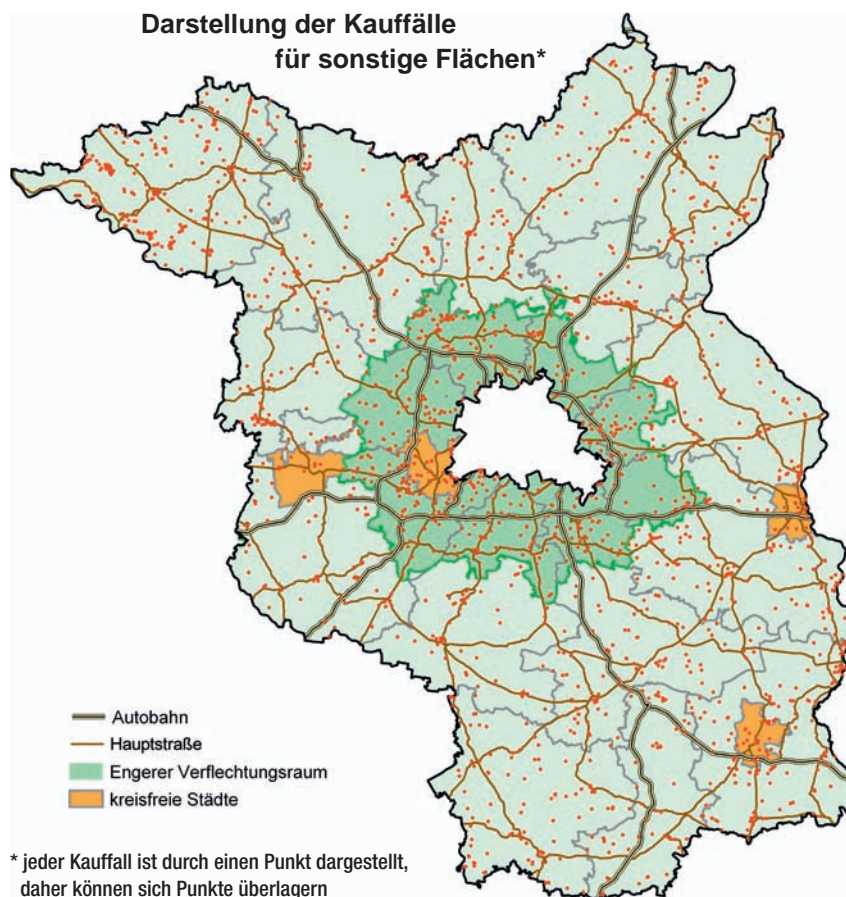 Darstellung der Kauffälle
für sonstige Flächen*
Autobahn
Hauptstraße
Engerer Verflechtungsraum
kreisfreie Städte
* jeder Kauffall ist durch einen Punkt dargestellt,
daher können sich Punkte überlagern